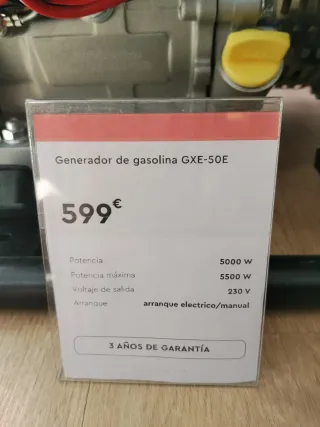 Generador de gasolina GXE-50E
599€
Potencia 5000 W
Potencia máxima 5500 W
Voltaje de salida 230 V
Arranque arranque electrico/manual
3 AÑOS DE GARANTÍA